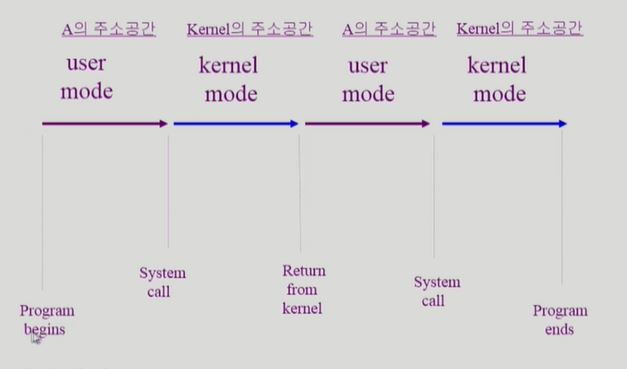 A의 주소공간 Kernel의 주소공간 A의 주소공간 Kernel의 주소공간
user kernel user kernel
mode mode mode mode
System call
Return from kernel
System call
Program begins
Program ends